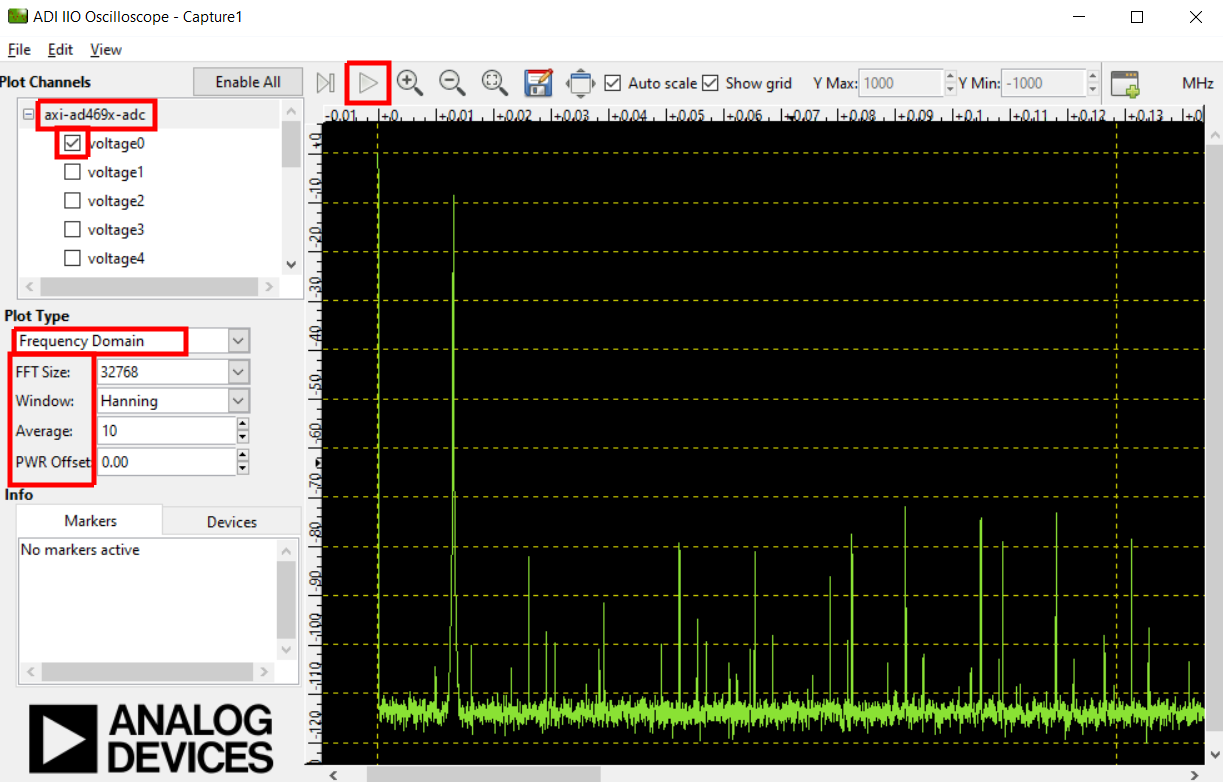 ADI IIO Oscilloscope - Capture1
File Edit View
Plot Channels Enable All Auto scale Show grid Y Max: 1000 Y Min: -1000 MHz
axi-ad469x-adc
voltage0
voltage1
voltage2
voltage3
voltage4
-0.01 +0 +0.01 +0.02 +0.03 +0.04 +0.05 +0.06 +0.07 +0.08 +0.09 +0.1 +0.11 +0.12 +0.13 +0
+0
-10
-20
-30
-40
-50
-60
-70
-80
-90
-100
-110
-120
Plot Type
Frequency Domain
FFT Size: 32768
Window: Hanning
Average: 10
PWR Offset: 0.00
Info
Markers Devices
No markers active
ANALOG
DEVICES